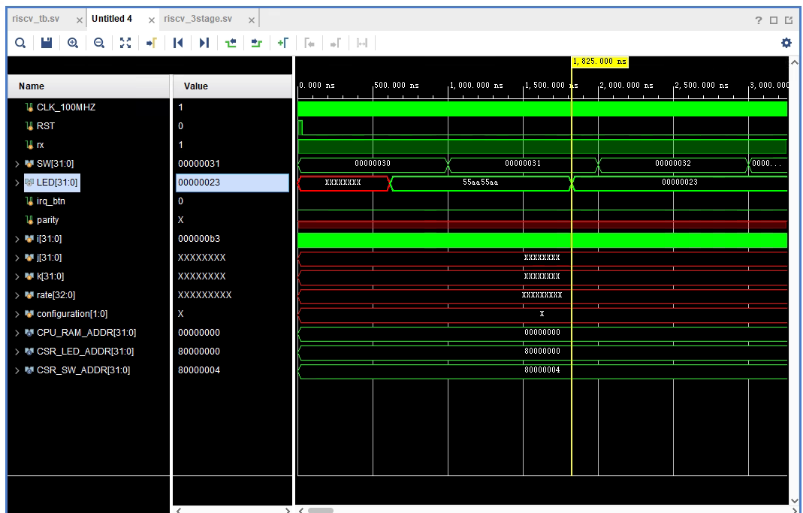 riscv_tb.sv × Untitled 4 × riscv_3stage.sv ×
1,825.000 ns
Name Value 0.000 ns 500.000 ns 1,000.000 ns 1,500.000 ns 2,000.000 ns 2,500.000 ns 3,000.00
CLK_100MHZ 1
RST 0
rx 1
SW[31:0] 00000031 00000030 00000031 00000032 0000...
LED[31:0] 00000023 XXXXXXXX 55aa55aa 00000023
irq_btn 0
parity X
i[31:0] 000000b3
j[31:0] XXXXXXXX XXXXXXXX
k[31:0] XXXXXXXX XXXXXXXX
rate[32:0] XXXXXXXXX XXXXXXXXX
configuration[1:0] X X
CPU_RAM_ADDR[31:0] 00000000 00000000
CSR_LED_ADDR[31:0] 80000000 80000000
CSR_SW_ADDR[31:0] 80000004 80000004